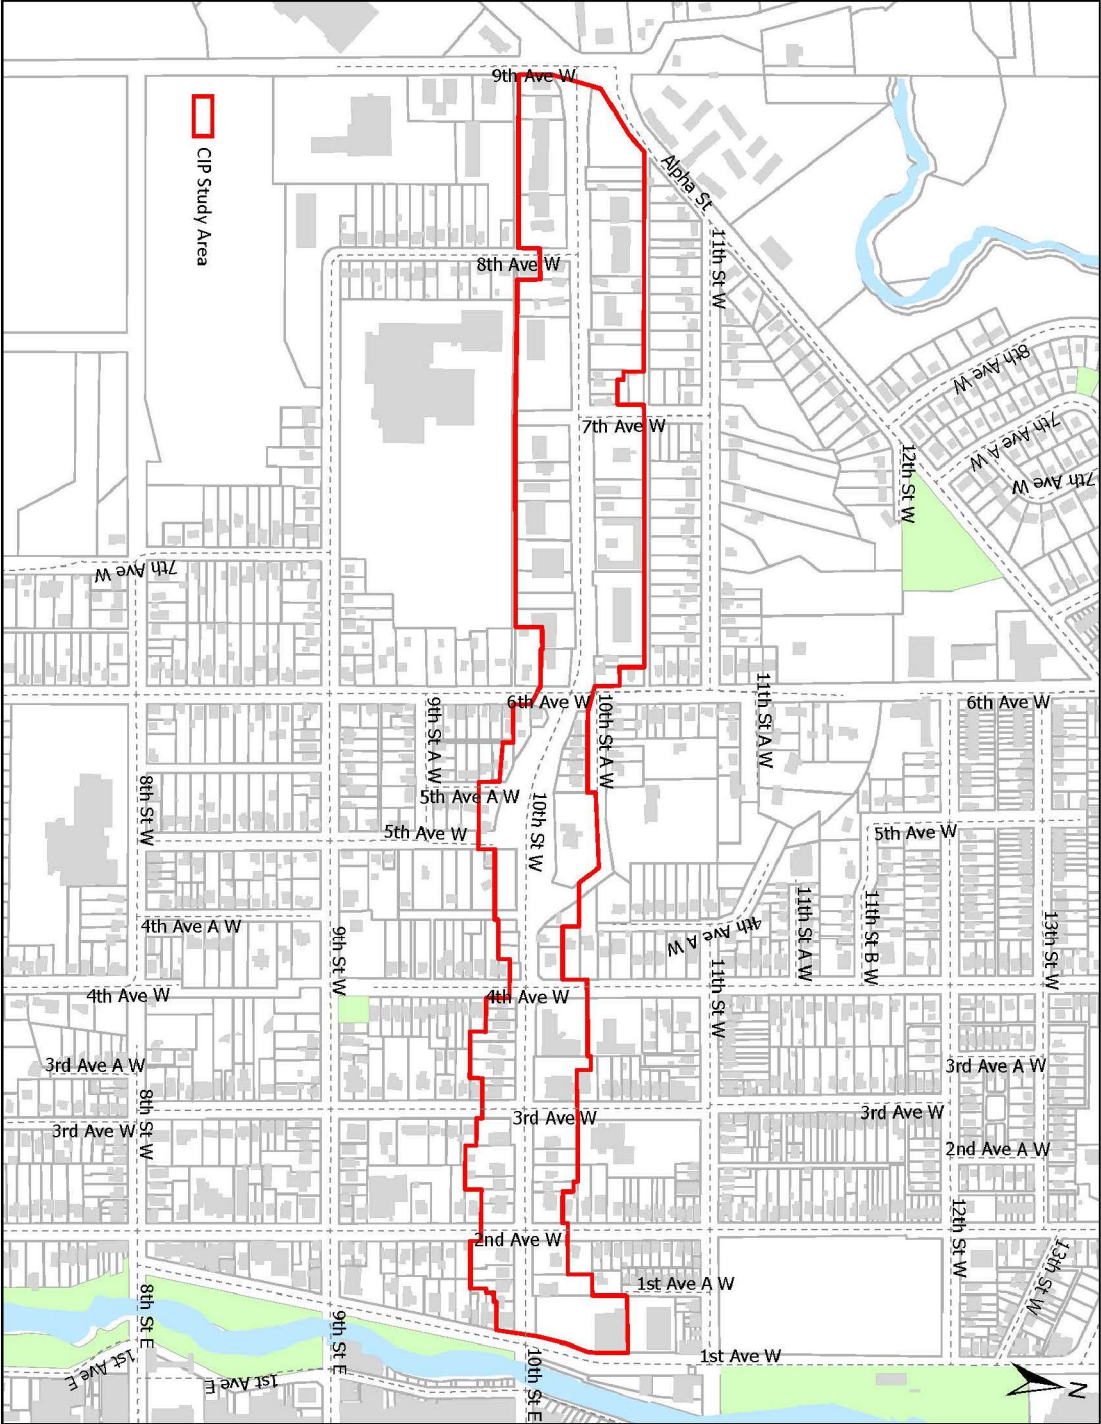 9th Ave W
CIP Study Area
Alpha St
11th St W
8th Ave W
8th Ave W
7th Ave A W
7th Ave W
7th Ave W
12th St W
7th Ave W
6th Ave W
10th St A W
9th St A W
11th St A W
6th Ave W
5th Ave A W
10th St W
8th St W
5th Ave W
5th Ave W
4th Ave A W
4th Ave A W
11th St A W
11th St B W
13th St W
9th St W
11th St W
4th Ave W
4th Ave W
3rd Ave A W
3rd Ave A W
8th St W
3rd Ave W
3rd Ave W
3rd Ave W
2nd Ave A W
12th St W
2nd Ave W
13th St W
1st Ave A W
8th St E
9th St E
10th St E
1st Ave W
1st Ave E
1st Ave E
N